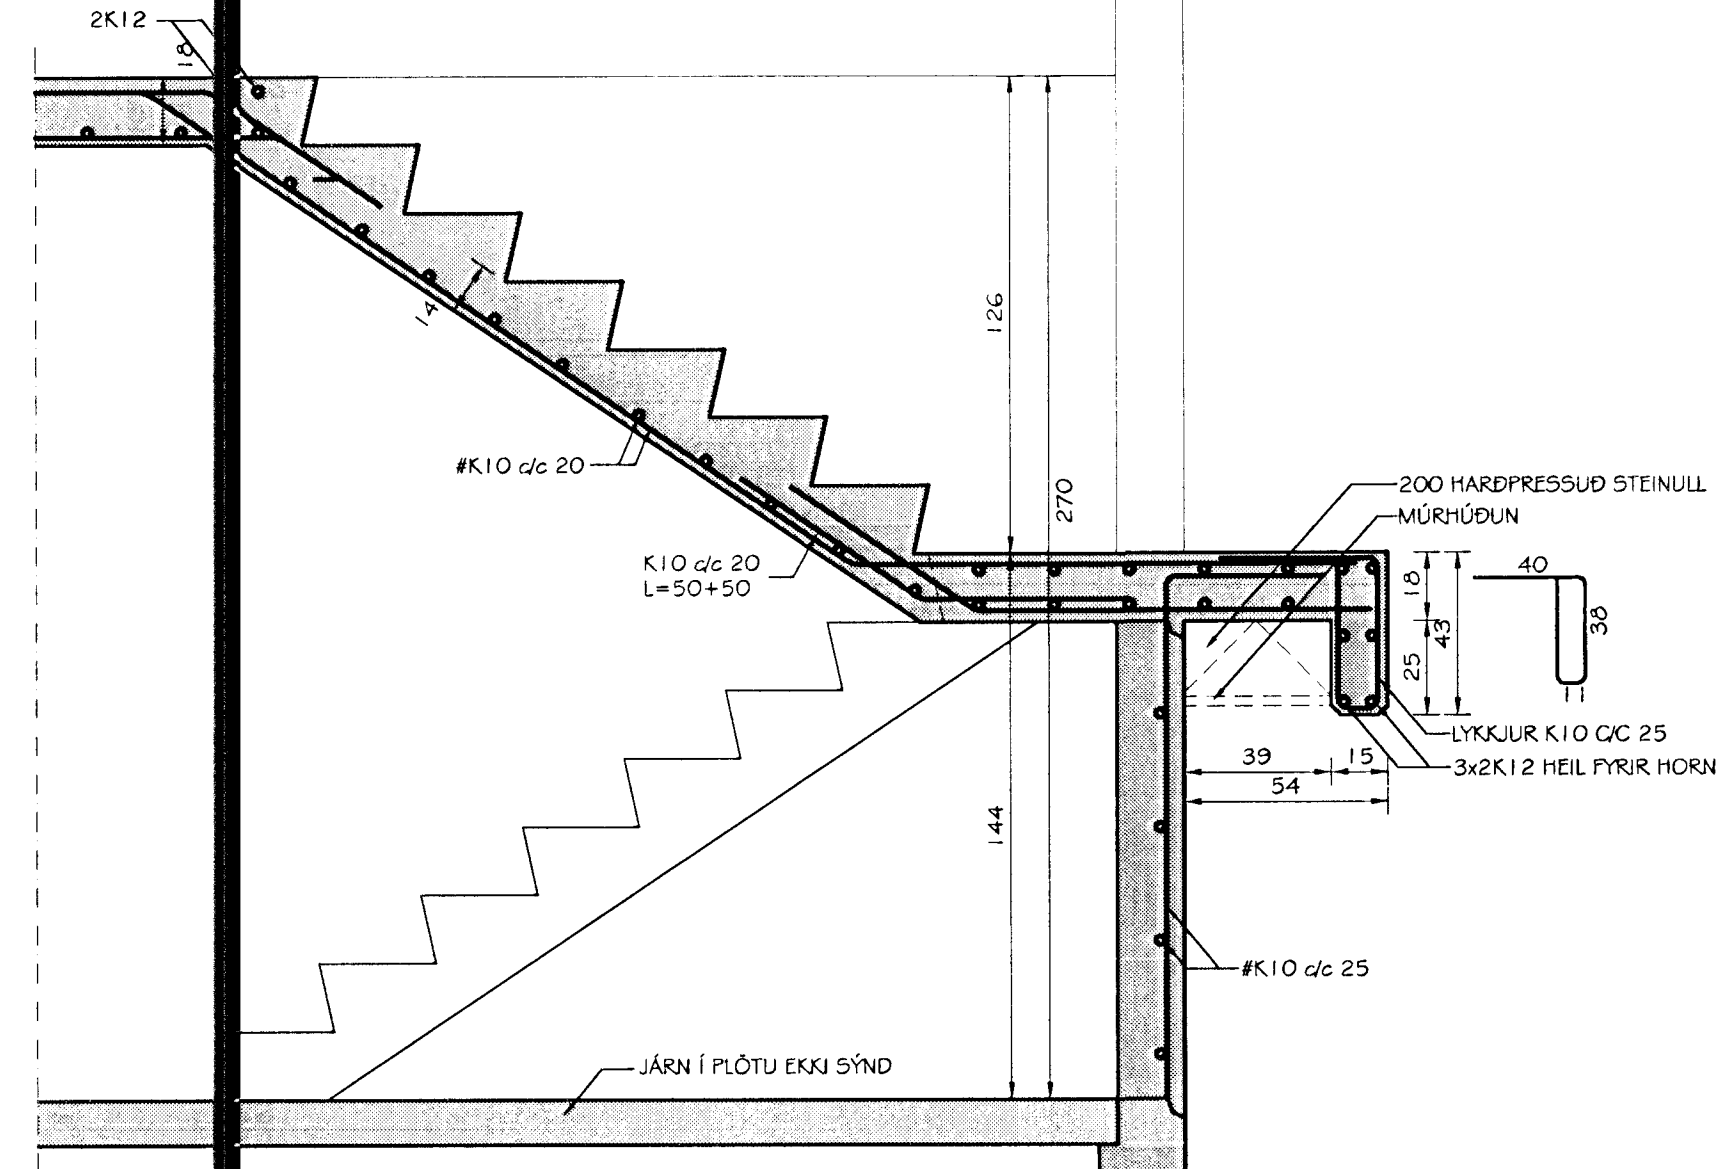 2K12
18
14
#K10 c/c 20
K10 c/c 20
L=50+50
126
270
144
200 HARÐPRESSUÐ STEINULL
MÚRHÚÐUN
18
43
25
40
38
LYKKJUR K10 C/C 25
3x2K12 HEIL FYRIR HORN
39
15
54
#K10 c/c 25
JÁRN Í PLÖTU EKKI SÝND